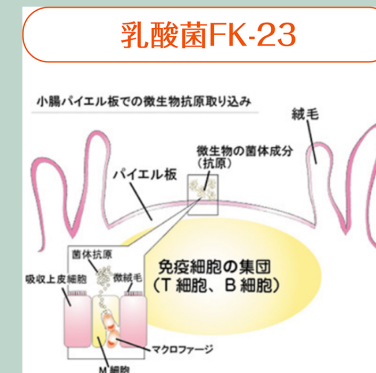 乳酸菌FK-23
小腸パイエル板での微生物抗原取り込み
絨毛
微生物の菌体成分
（抗原）
パイエル板
菌体抗原
吸収上皮細胞
微絨毛
免疫細胞の集団
（T 細胞、B 細胞）
マクロファージ
M 細胞